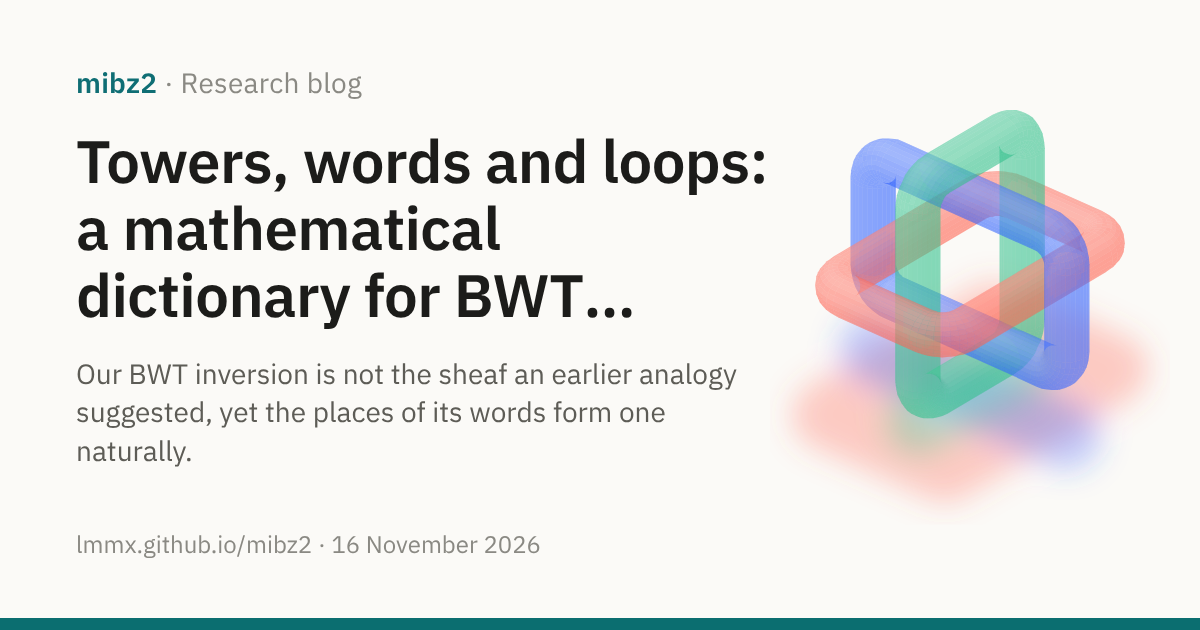 mibz2 · Research blog
Towers, words and loops:
a mathematical
dictionary for BWT…
Our BWT inversion is not the sheaf an earlier analogy
suggested, yet the places of its words form one
naturally.
lmmx.github.io/mibz2 · 16 November 2026